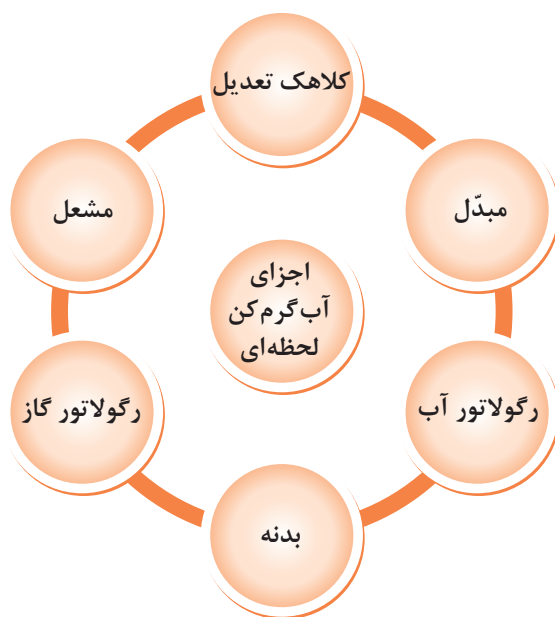 کلاهک تعدیل
مبدّل
مشعل
اجزای
آب‌گرم‌کن
لحظه‌ای
رگولاتور آب
رگولاتور گاز
بدنه